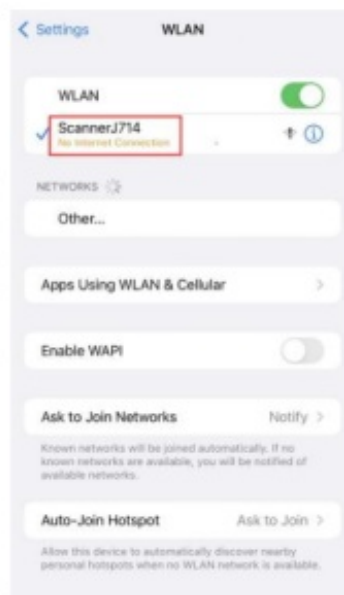 Settings
WLAN
WLAN
ScannerJ714
No Internet Connection
NETWORKS
Other...
Apps Using WLAN & Cellular
Enable WAPI
Ask to Join Networks
Notify
Known networks will be joined automatically. If no
known networks are available, you will be notified of
available networks.
Auto-Join Hotspot
Ask to Join
Allow this device to automatically discover nearby
personal hotspots when no WLAN network is available.